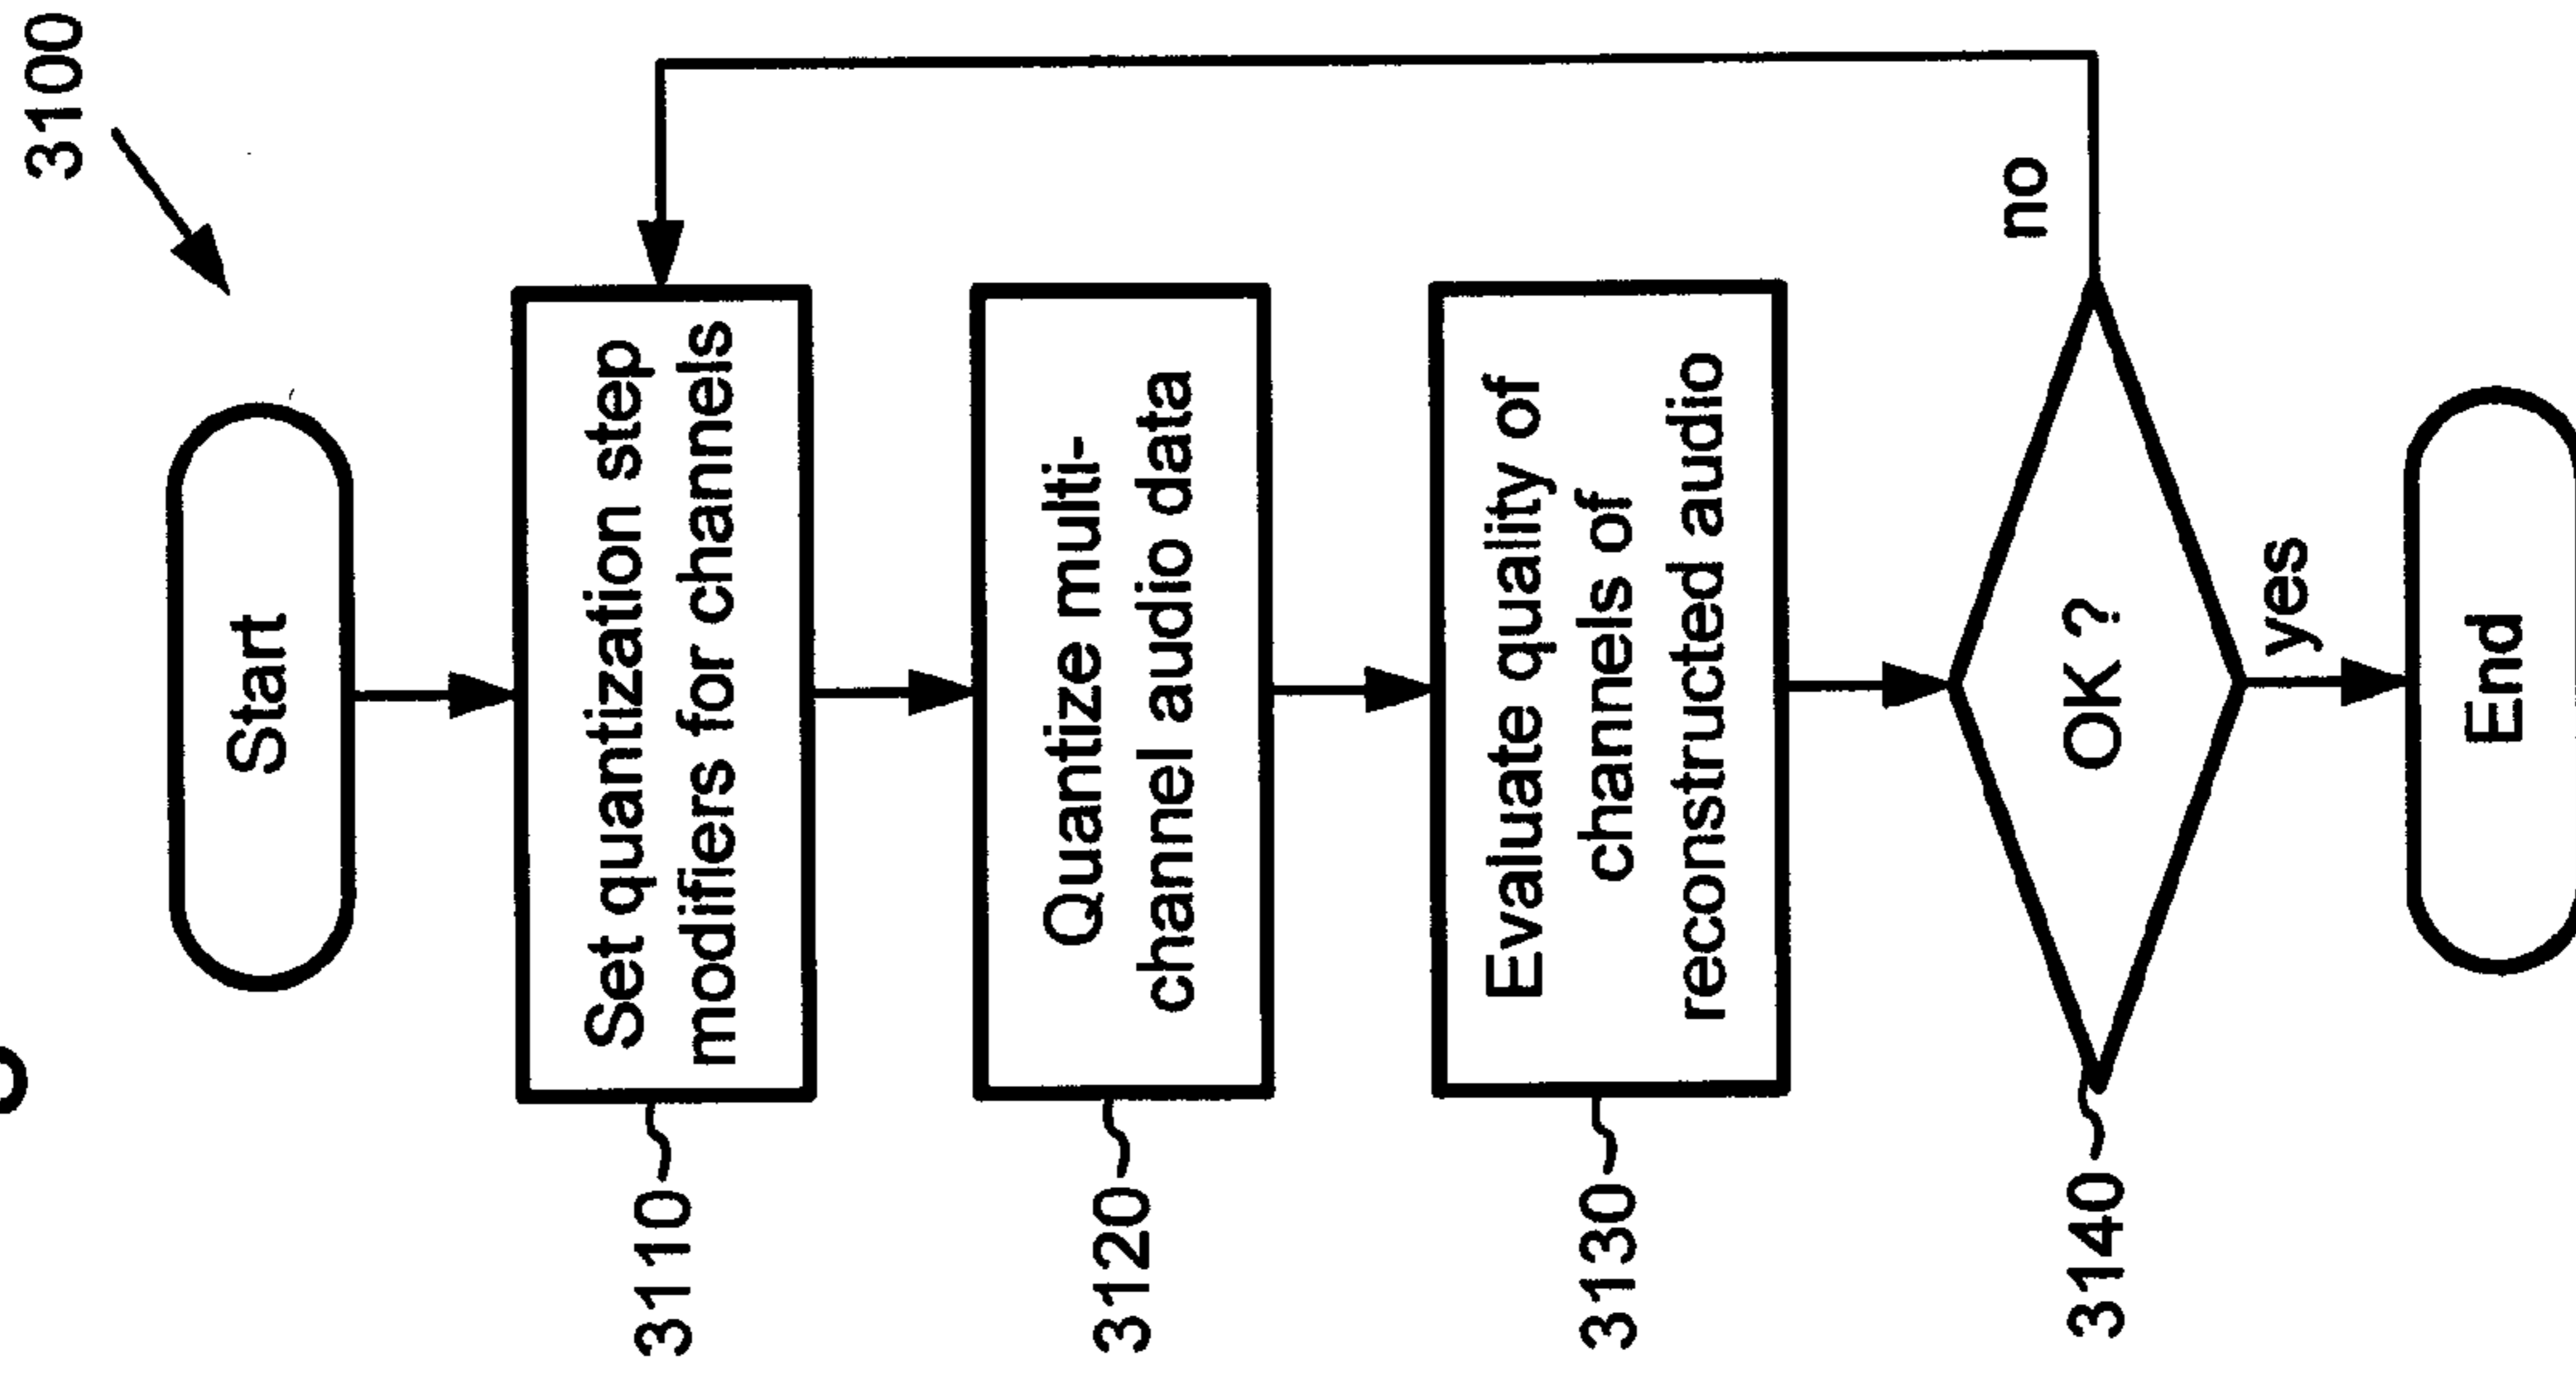 3100
Start
3110
Set quantization step
modifiers for channels
3120
Quantize multi-
channel audio data
3130
Evaluate quality of
channels of
reconstructed audio
3140
OK ?
no
yes
End